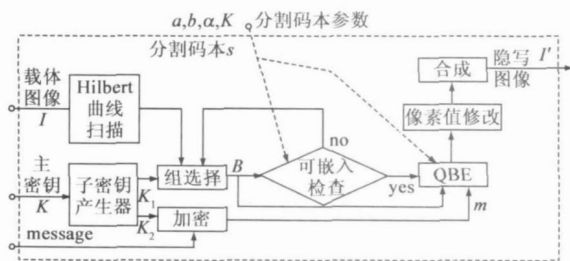 a,b,α,K 分割码本参数
分割码本s
载体
图像
I
Hilbert
曲线
扫描
主
密钥
K
子密钥
产生器
K₁
K₂
message
加密
组选择
B
no
可嵌入
检查
yes
QBE
m
像素值修改
合成
隐写 I′
图像